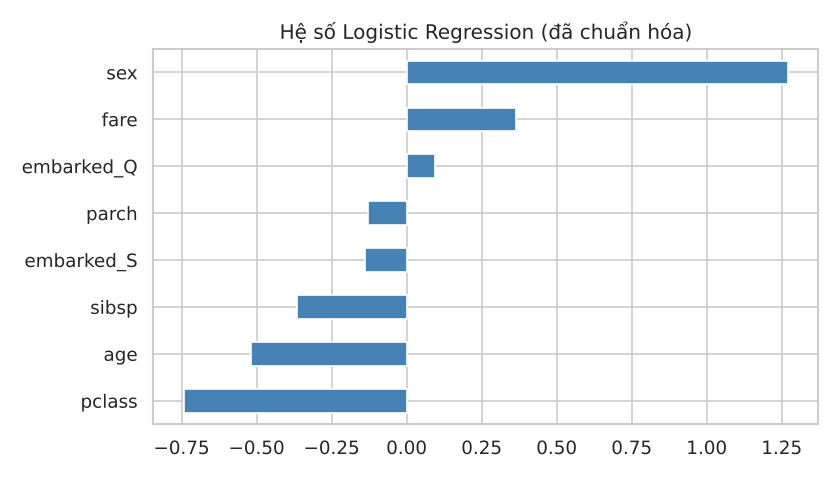 Hệ số Logistic Regression (đã chuẩn hóa)
sex
fare
embarked_Q
parch
embarked_S
sibsp
age
pclass
−0.75 −0.50 −0.25 0.00 0.25 0.50 0.75 1.00 1.25